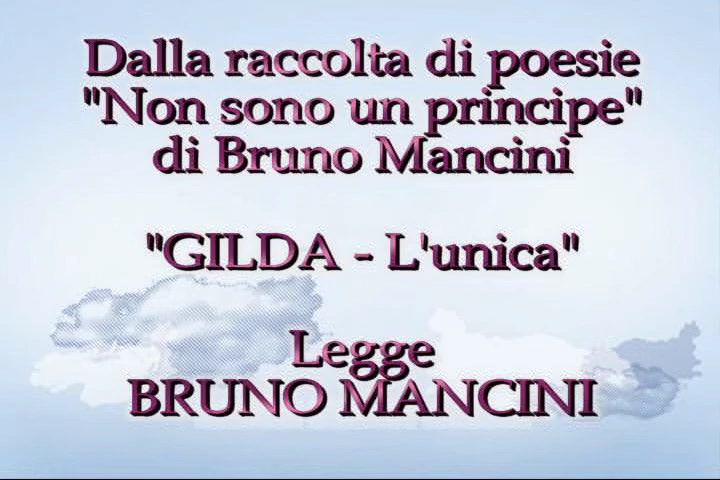 Dalla raccolta di poesie
"Non sono un principe"
di Bruno Mancini
"GILDA - L'unica"
Legge
BRUNO MANCINI